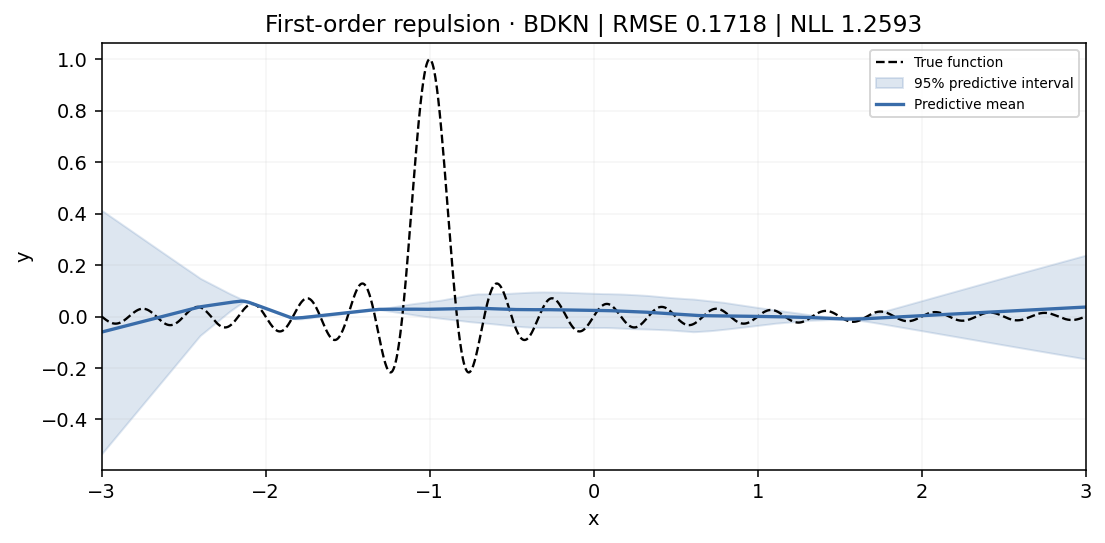 First-order repulsion · BDKN | RMSE 0.1718 | NLL 1.2593
True function
95% predictive interval
Predictive mean
y
1.0
0.8
0.6
0.4
0.2
0.0
−0.2
−0.4
−3
−2
−1
0
1
2
3
x